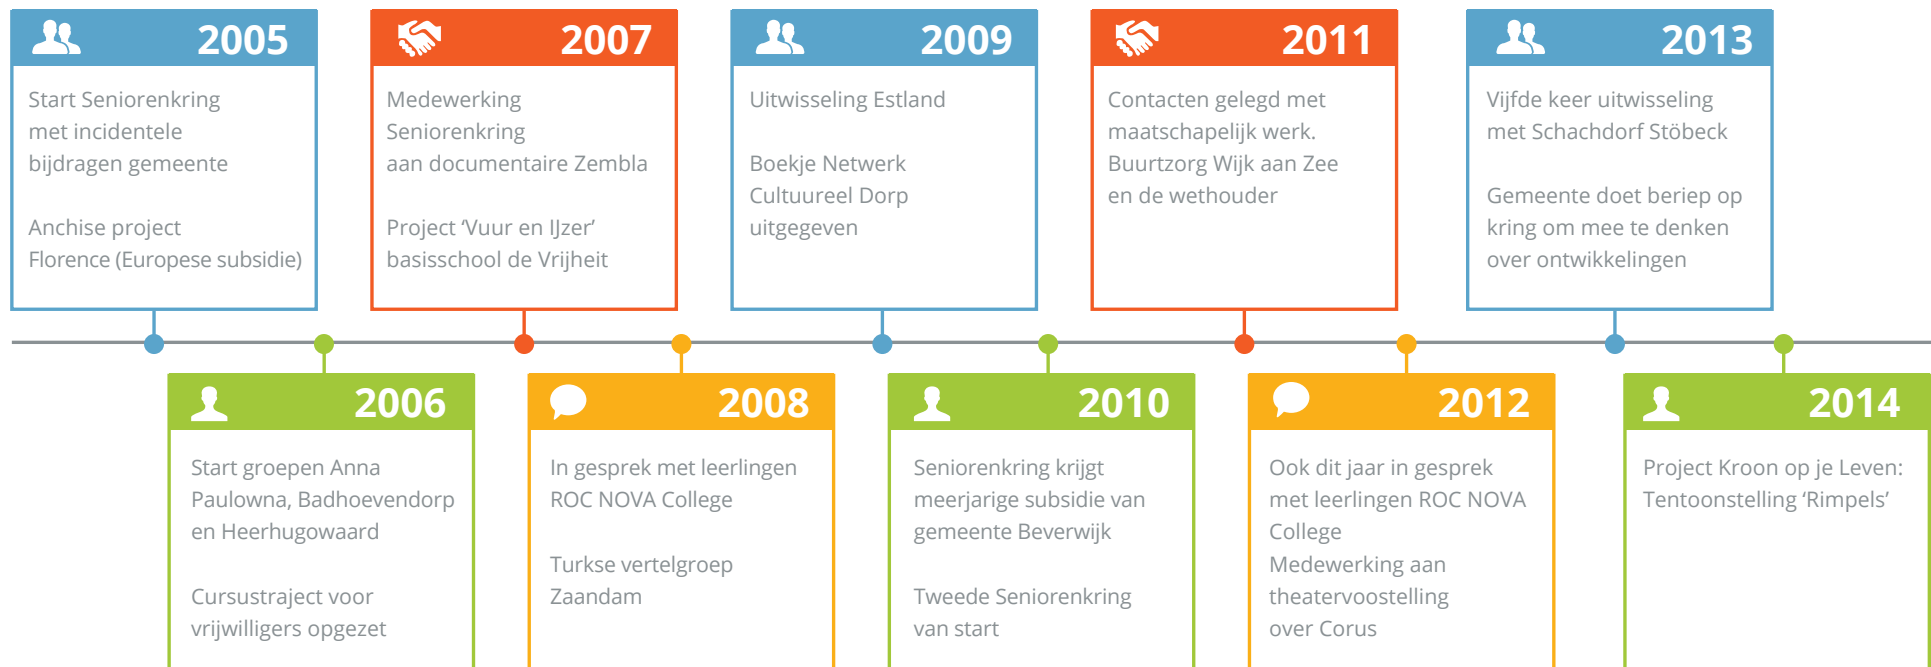 2005
Start Seniorenkring
met incidentele
bijdragen gemeente
Anchise project
Florence (Europese subsidie)
2007
Medewerking
Seniorenkring
aan documentaire Zembla
Project ‘Vuur en IJzer’
basisschool de Vrijheit
2009
Uitwisseling Estland
Boekje Netwerk
Cultuureel Dorp
uitgegeven
2011
Contacten gelegd met
maatschapelijk werk.
Buurtzorg Wijk aan Zee
en de wethouder
2013
Vijfde keer uitwisseling
met Schachdorf Stöbeck
Gemeente doet beriep op
kring om mee te denken
over ontwikkelingen
2006
Start groepen Anna
Paulowna, Badhoevendorp
en Heerhugowaard
Cursustraject voor
vrijwilligers opgezet
2008
In gesprek met leerlingen
ROC NOVA College
Turkse vertelgroep
Zaandam
2010
Seniorenkring krijgt
meerjarige subsidie van
gemeente Beverwijk
Tweede Seniorenkring
van start
2012
Ook dit jaar in gesprek
met leerlingen ROC NOVA
College
Medewerking aan
theatervoostelling
over Corus
2014
Project Kroon op je Leven:
Tentoonstelling ‘Rimpels’